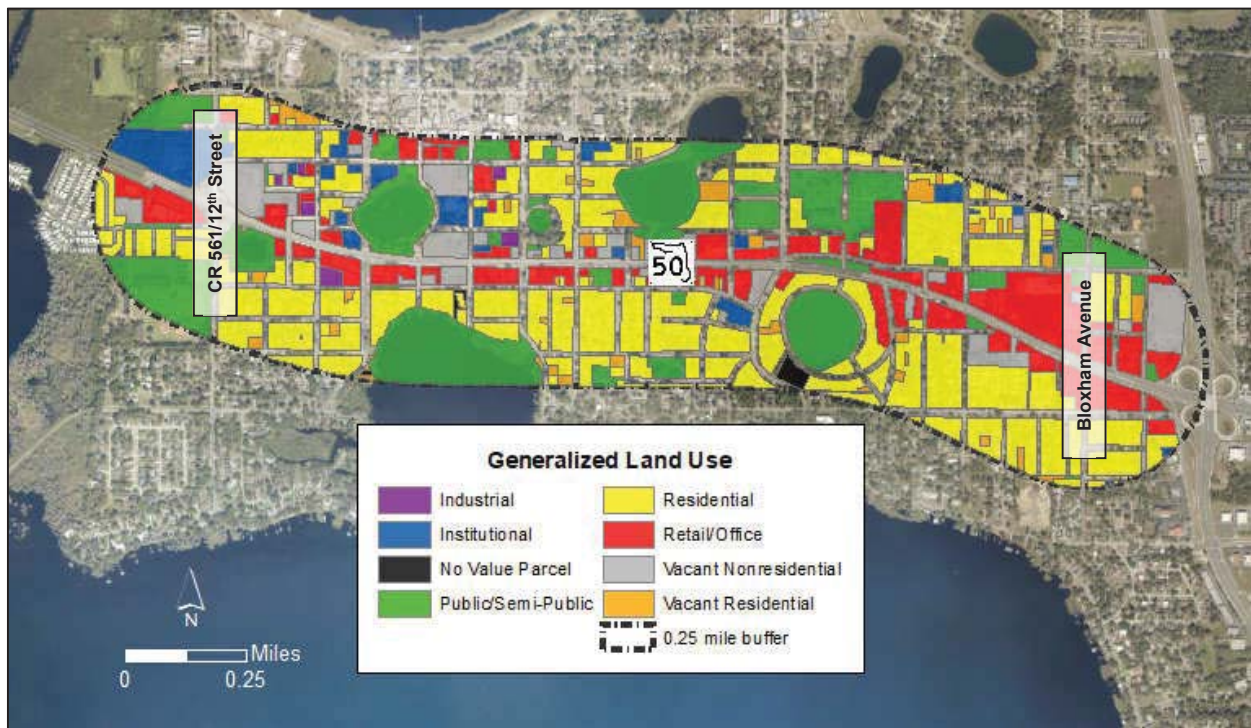 CR 561/12th Street
50
Bloxham Avenue
Generalized Land Use
Industrial
Institutional
No Value Parcel
Public/Semi-Public
Residential
Retail/Office
Vacant Nonresidential
Vacant Residential
0.25 mile buffer
N
Miles
0 0.25